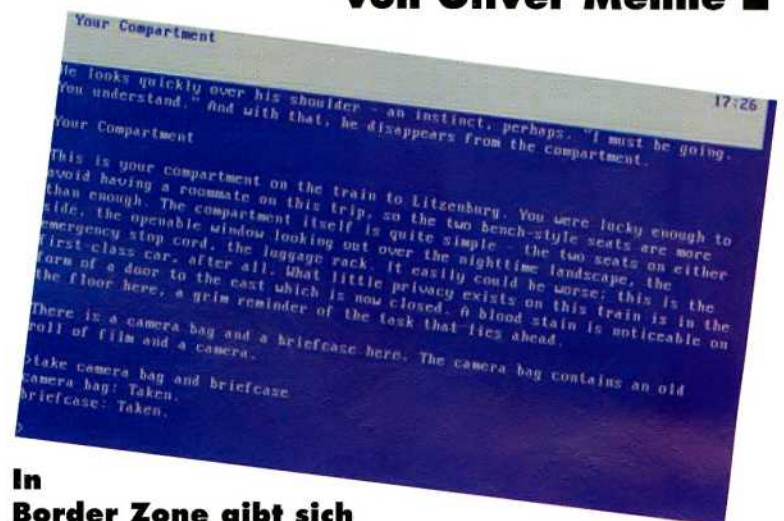 von Oliver Menne ■
Your Compartment 17:26
He looks quickly over his shoulder - an instinct, perhaps. "I must be going.
You understand." And with that, he disappears from the compartment.
Your Compartment
This is your compartment on the train to Litzenburg. You were lucky enough to
avoid having a roommate on this trip, so the two bench-style seats are more
than enough. The compartment itself is quite simple - the two seats on either
side, the openable window looking out over the nighttime landscape, the
emergency stop cord, the luggage rack. It easily could be worse; this is the
first-class car, after all. What little privacy exists on this train is in the
form of a door to the east which is now closed. A blood stain is noticeable on
the floor here, a grim reminder of the task that lies ahead.
There is a camera bag and a briefcase here. The camera bag contains an old
roll of film and a camera.
>take camera bag and briefcase
camera bag: Taken.
briefcase: Taken.
>
In
Border Zone gibt sich